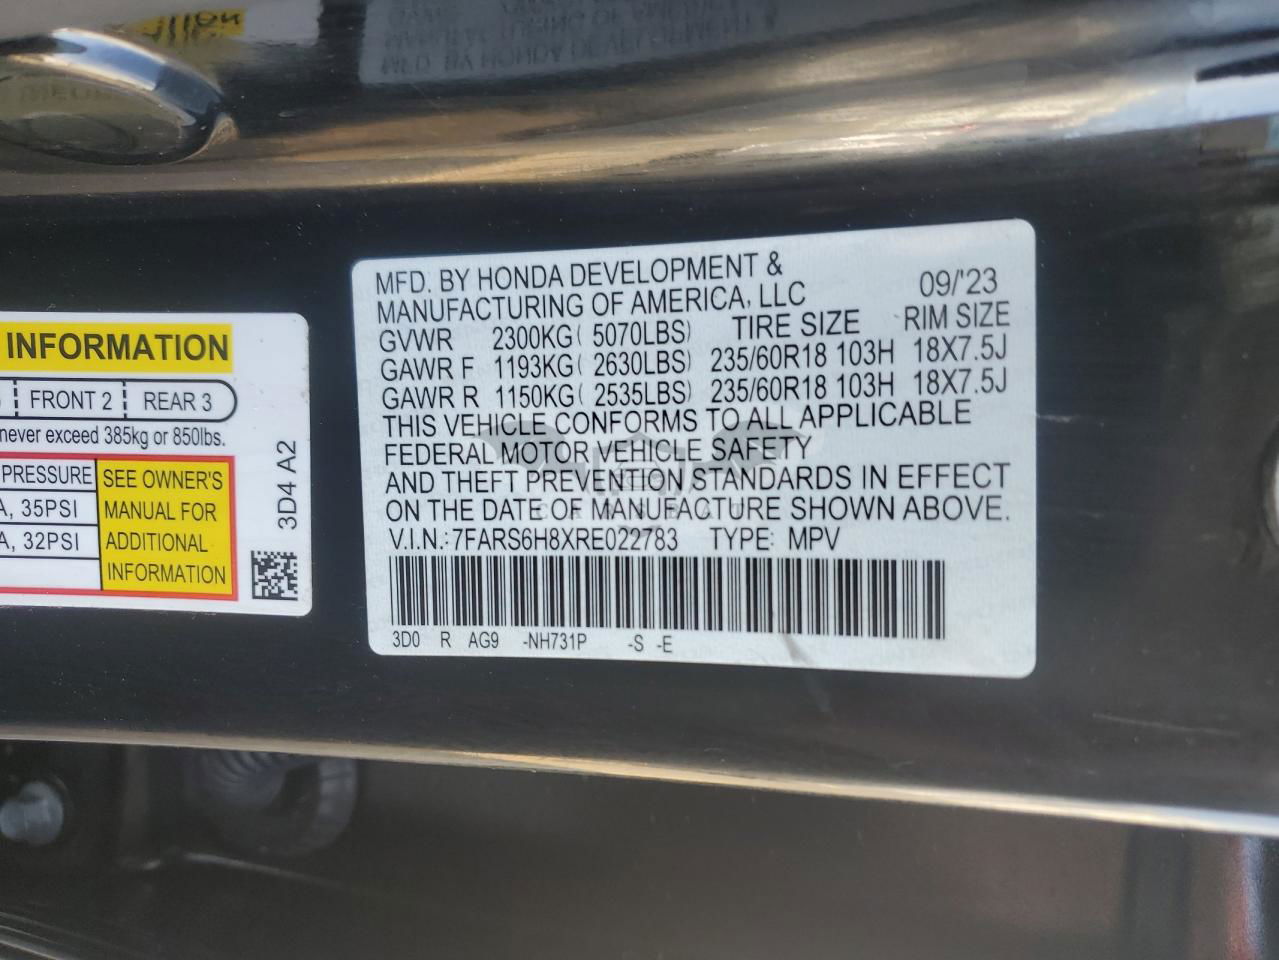 MFD. BY HONDA DEVELOPMENT &
MANUFACTURING OF AMERICA, LLC 09/'23
GVWR 2300KG( 5070LBS) TIRE SIZE RIM SIZE
GAWR F 1193KG( 2630LBS) 235/60R18 103H 18X7.5J
GAWR R 1150KG( 2535LBS) 235/60R18 103H 18X7.5J
THIS VEHICLE CONFORMS TO ALL APPLICABLE
FEDERAL MOTOR VEHICLE SAFETY
AND THEFT PREVENTION STANDARDS IN EFFECT
ON THE DATE OF MANUFACTURE SHOWN ABOVE.
V.I.N.:7FARS6H8XRE022783 TYPE: MPV
3D0 R AG9 -NH731P -S -E
INFORMATION
FRONT 2 REAR 3
never exceed 385kg or 850lbs.
PRESSURE
A, 35PSI
A, 32PSI
SEE OWNER'S
MANUAL FOR
ADDITIONAL
INFORMATION
3D4 A2